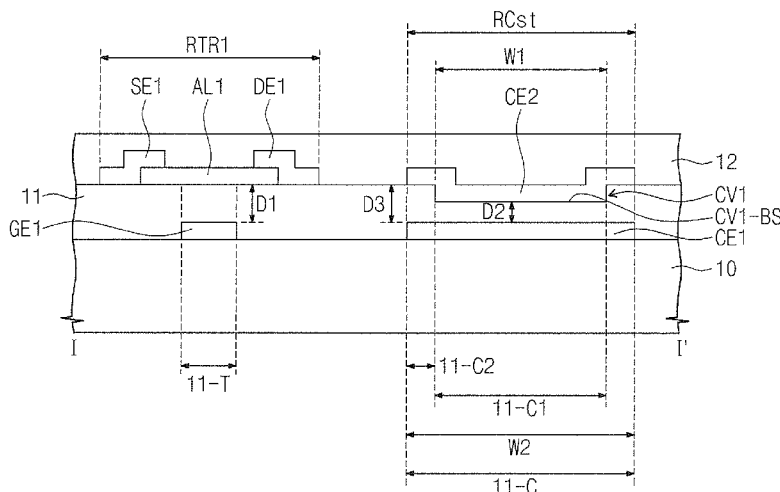 RTR1
RCst
W1
SE1
AL1
DE1
CE2
12
11
D1
D3
D2
CV1
CV1-BS
GE1
CE1
10
I
I'
11-T
11-C2
11-C1
W2
11-C